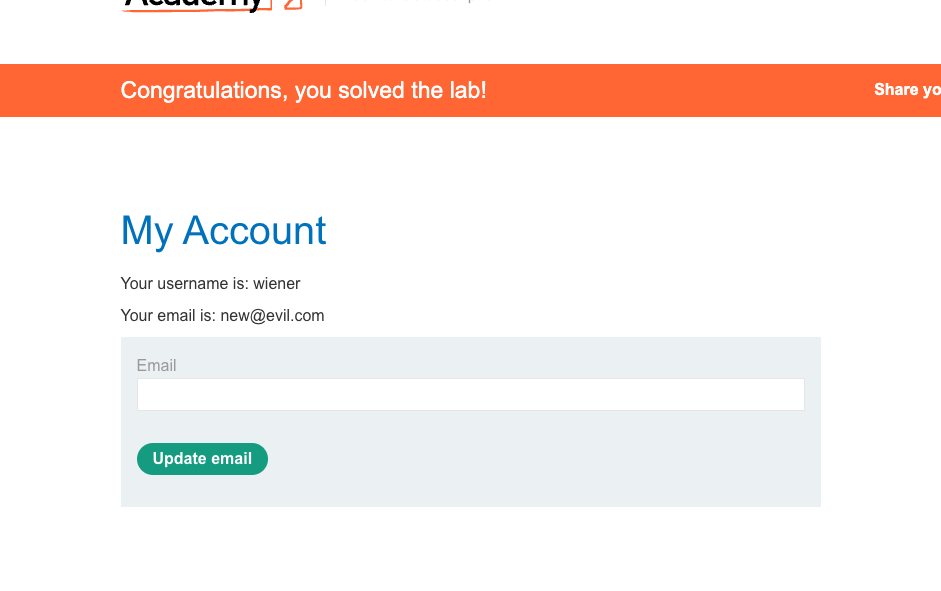 Academy
Congratulations, you solved the lab!
Share yo
My Account
Your username is: wiener
Your email is: new@evil.com
Email
Update email